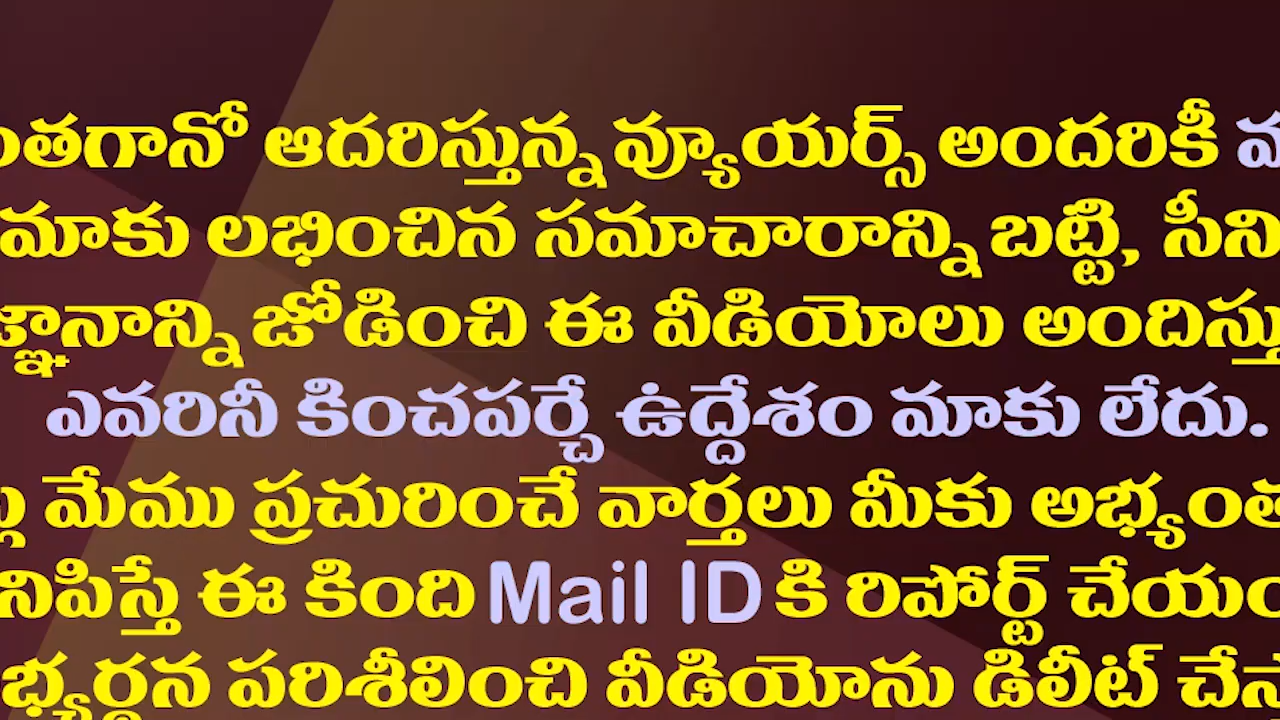 ంతగానో ఆదరిస్తున్న వ్యూయర్స్ అందరికీ
మాకు లభించిన సమాచారాన్ని బట్టి, సీని
జ్ఞానాన్ని జోడించి ఈ వీడియోలు అందిస్తు
ఎవరినీ కించపర్చే ఉద్దేశం మాకు లేదు.
మేము ప్రచురించే వార్తలు మీకు అభ్యంత
నిపిస్తే ఈ కింది Mail ID కి రిపోర్ట్ చేయం
భ్యర్థన పరిశీలించి వీడియోను డిలీట్ చేస